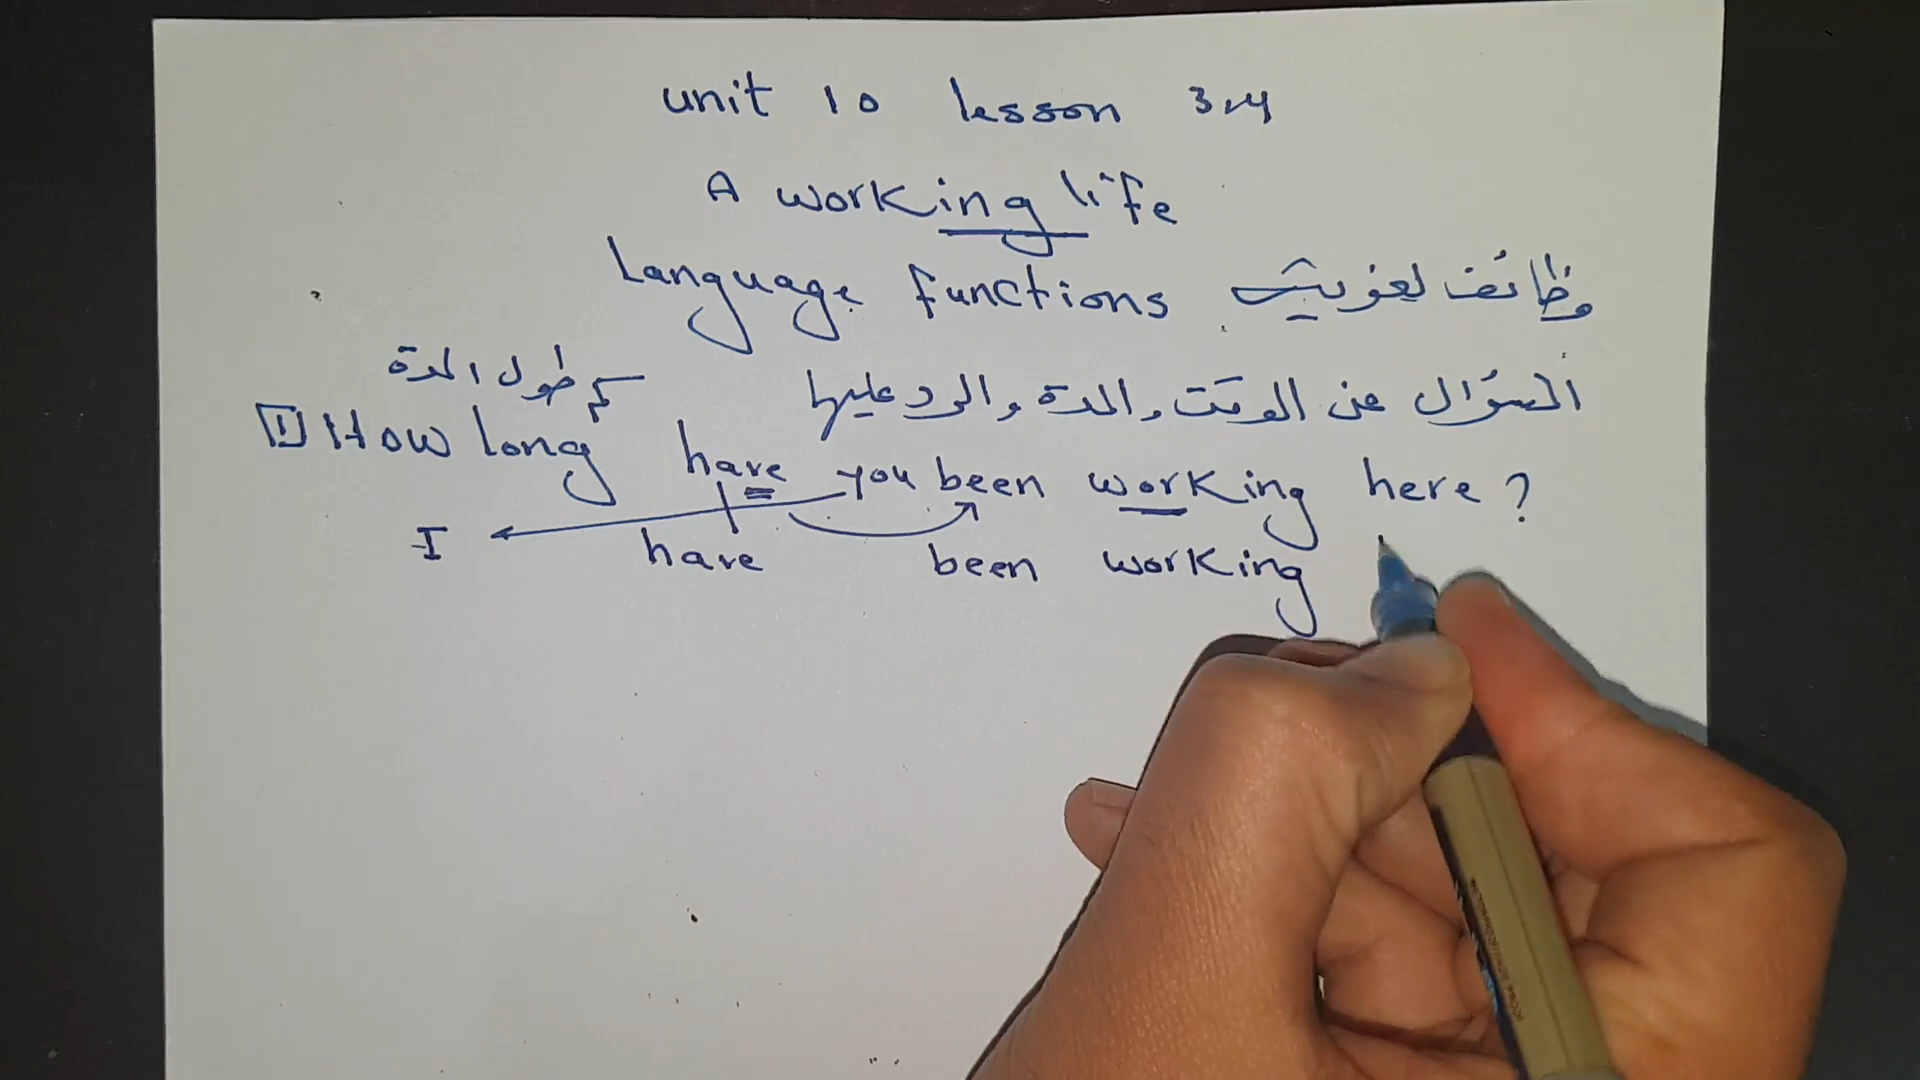 unit 10 lesson 3,4
A working life
Language functions وظائف لغوية
السؤال عن الوقت والمدة والرد عليها
كم طول المدة
1 How long have you been working here?
I have been working